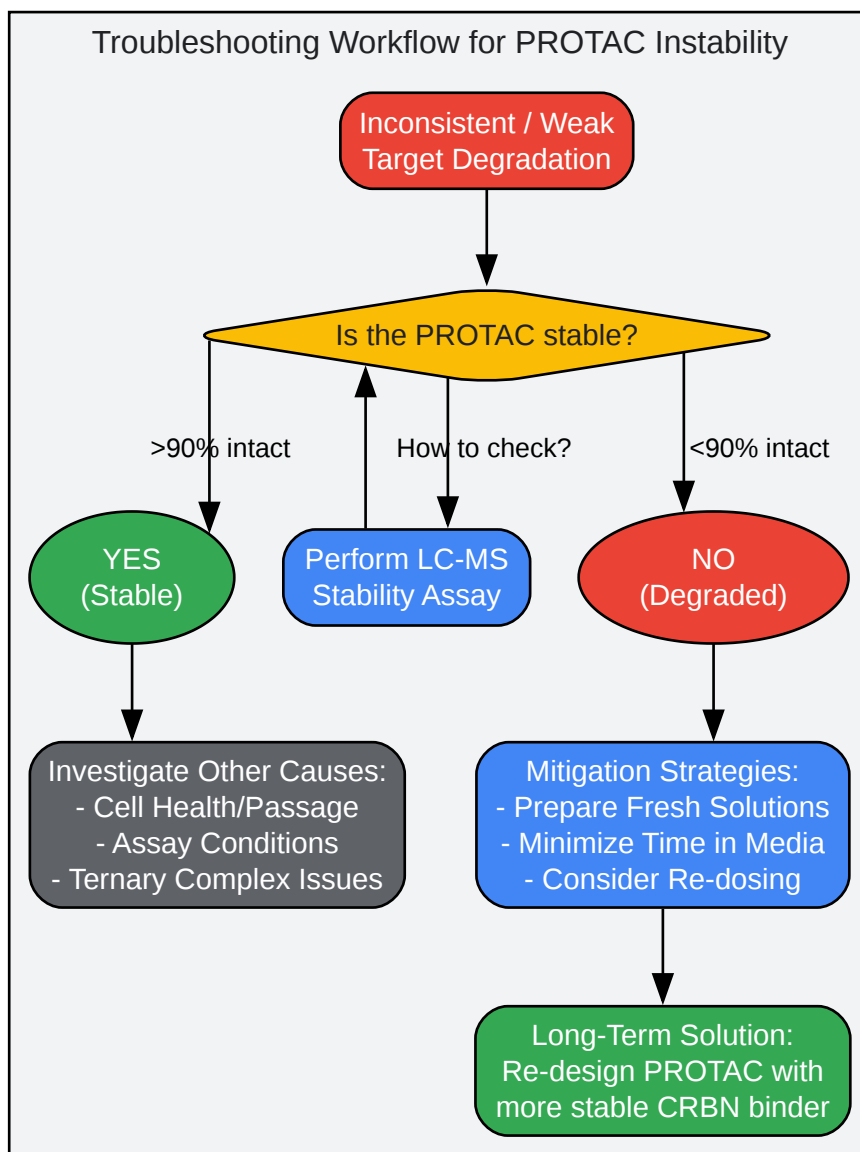 Troubleshooting Workflow for PROTAC Instability
Inconsistent / Weak
Target Degradation
Is the PROTAC stable?
>90% intact
How to check?
<90% intact
YES
(Stable)
Perform LC-MS
Stability Assay
NO
(Degraded)
Investigate Other Causes:
- Cell Health/Passage
- Assay Conditions
- Ternary Complex Issues
Mitigation Strategies:
- Prepare Fresh Solutions
- Minimize Time in Media
- Consider Re-dosing
Long-Term Solution:
Re-design PROTAC with
more stable CRBN binder